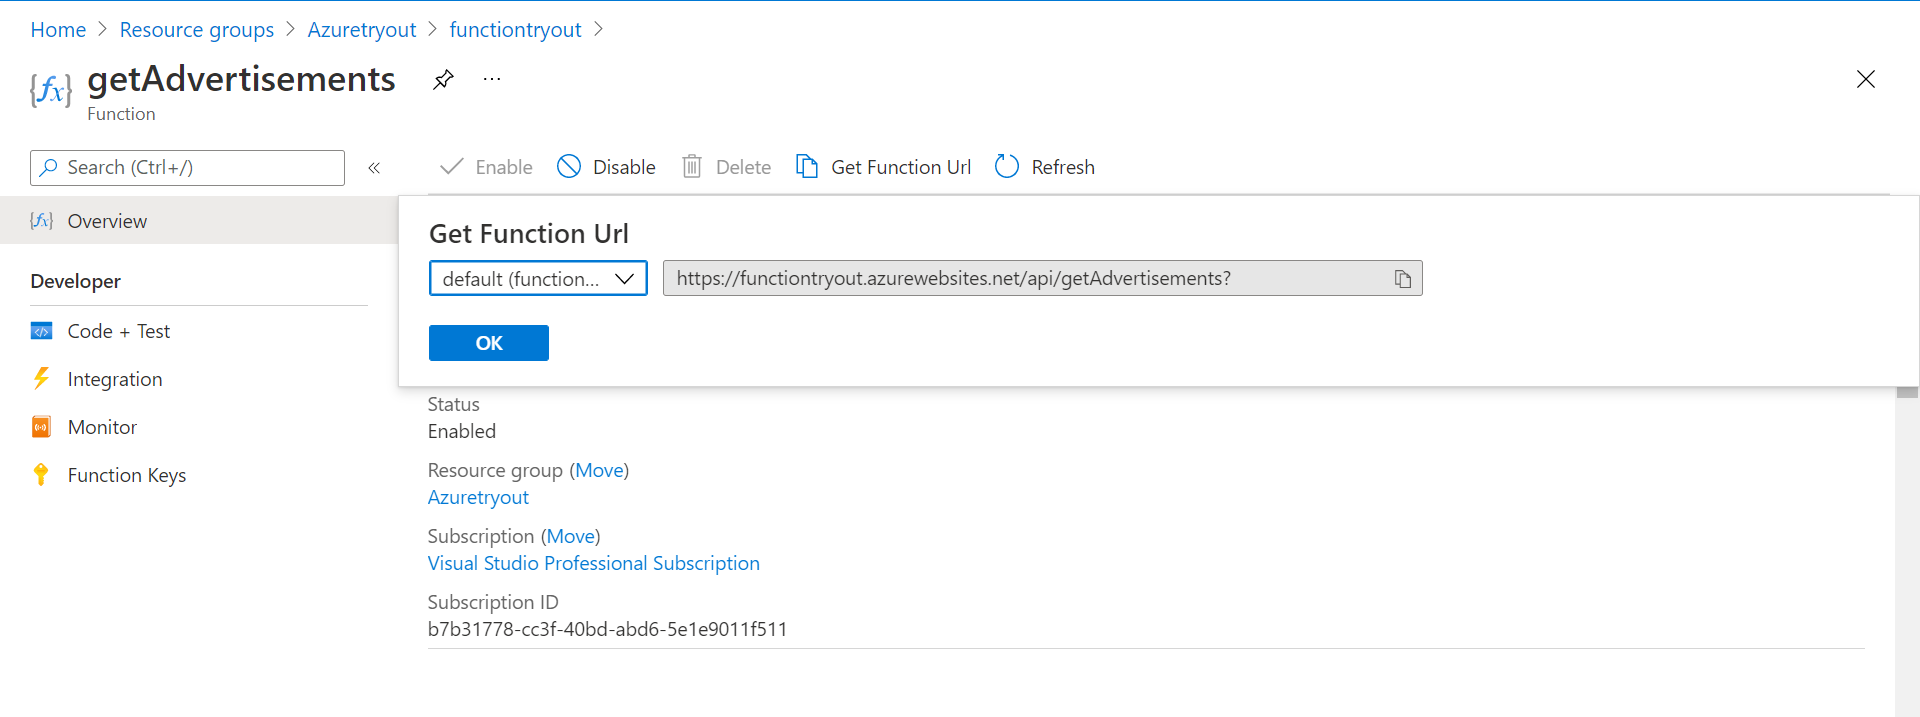 Home > Resource groups > Azuretryout > functiontryout >
getAdvertisements ...
Function
Search (Ctrl+/) «
Enable Disable Delete Get Function Url Refresh
Overview
Get Function Url
default (function... https://functiontryout.azurewebsites.net/api/getAdvertisements?
OK
Developer
Code + Test
Integration
Monitor
Function Keys
Status
Enabled
Resource group (Move)
Azuretryout
Subscription (Move)
Visual Studio Professional Subscription
Subscription ID
b7b31778-cc3f-40bd-abd6-5e1e9011f511